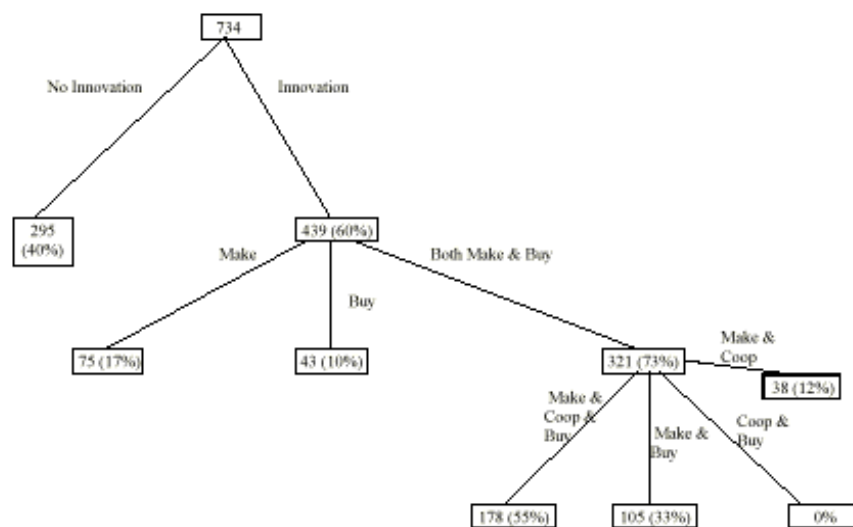 734
No Innovation
Innovation
295
(40%)
439 (60%)
Make
Buy
Both Make & Buy
75 (17%)
43 (10%)
321 (73%)
Make &
Coop
38 (12%)
Make &
Coop &
Buy
Make &
Buy
Coop &
Buy
178 (55%)
105 (33%)
0%